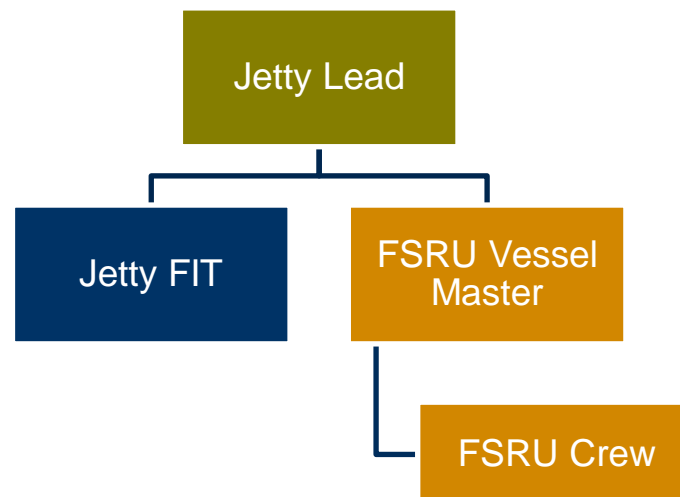 Jetty Lead
Jetty FIT
FSRU Vessel
Master
FSRU Crew